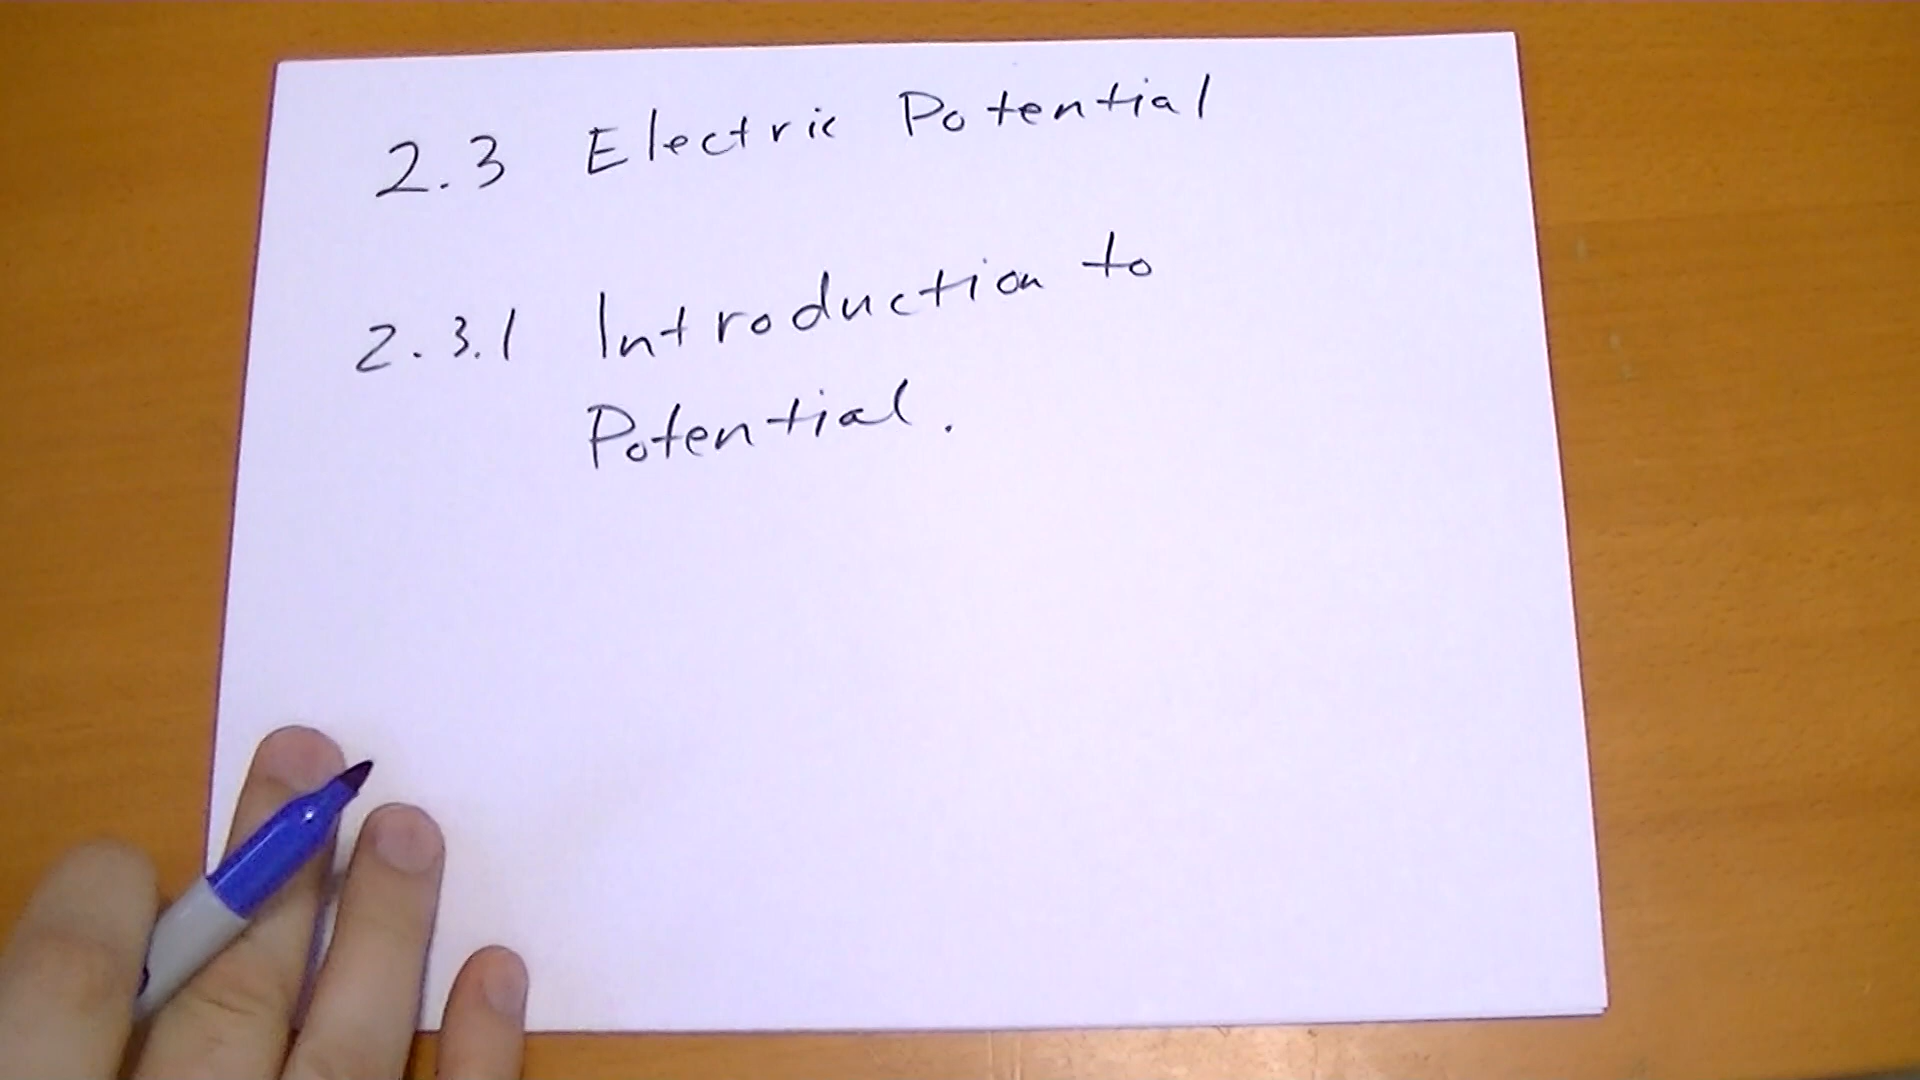 2.3 Electric Potential
2.3.1 Introduction to
Potential.